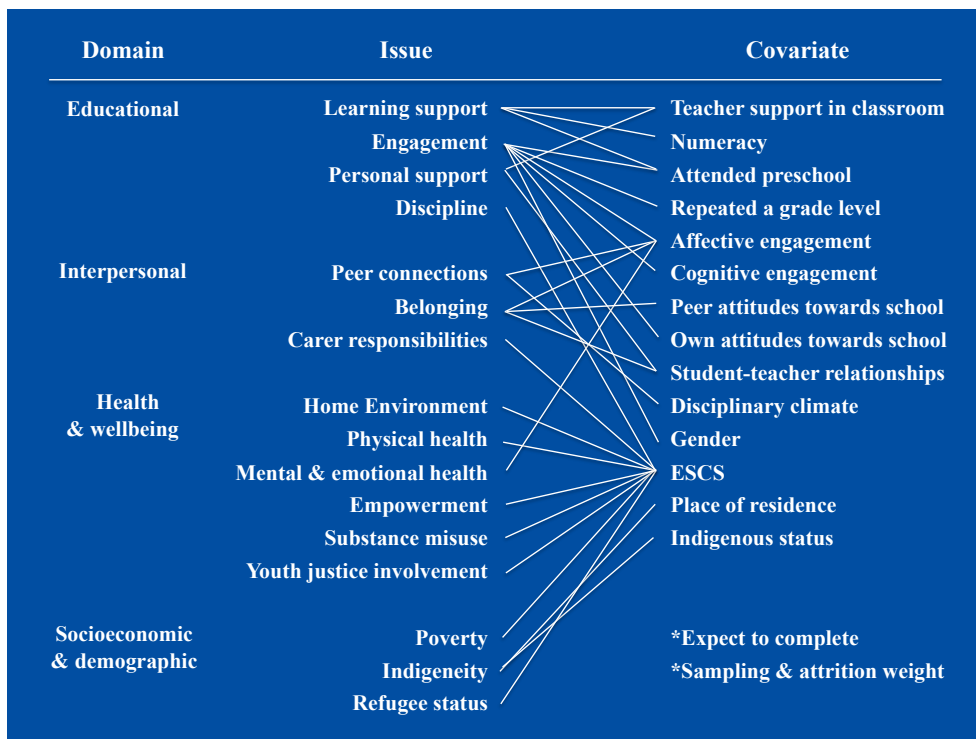 Domain Issue Covariate
Educational Learning support Teacher support in classroom
Engagement Numeracy
Personal support Attended preschool
Discipline Repeated a grade level
Affective engagement
Interpersonal Peer connections Cognitive engagement
Belonging Peer attitudes towards school
Carer responsibilities Own attitudes towards school
Student-teacher relationships
Health
& wellbeing
Home Environment Disciplinary climate
Physical health Gender
Mental & emotional health ESCS
Empowerment Place of residence
Substance misuse Indigenous status
Youth justice involvement
Socioeconomic
& demographic
Poverty *Expect to complete
Indigeneity *Sampling & attrition weight
Refugee status